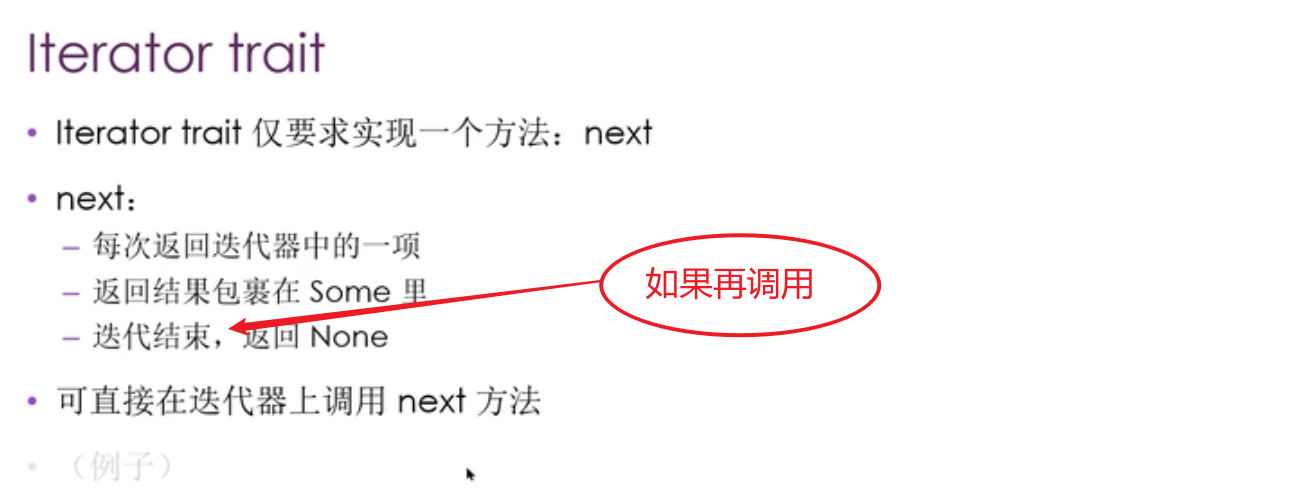 Iterator trait
• Iterator trait 仅要求实现一个方法：next
• next：
– 每次返回迭代器中的一项
– 返回结果包裹在 Some 里
如果再调用
– 迭代结束，返回 None
• 可直接在迭代器上调用 next 方法
• （例子）